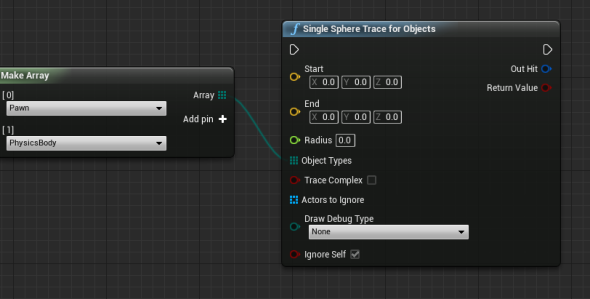 Single Sphere Trace for Objects
Make Array
[0]
Pawn
Array
Add pin
[1]
PhysicsBody
Start
X 0.0 Y 0.0 Z 0.0
Out Hit
Return Value
End
X 0.0 Y 0.0 Z 0.0
Radius 0.0
Object Types
Trace Complex
Actors to Ignore
Draw Debug Type
None
Ignore Self